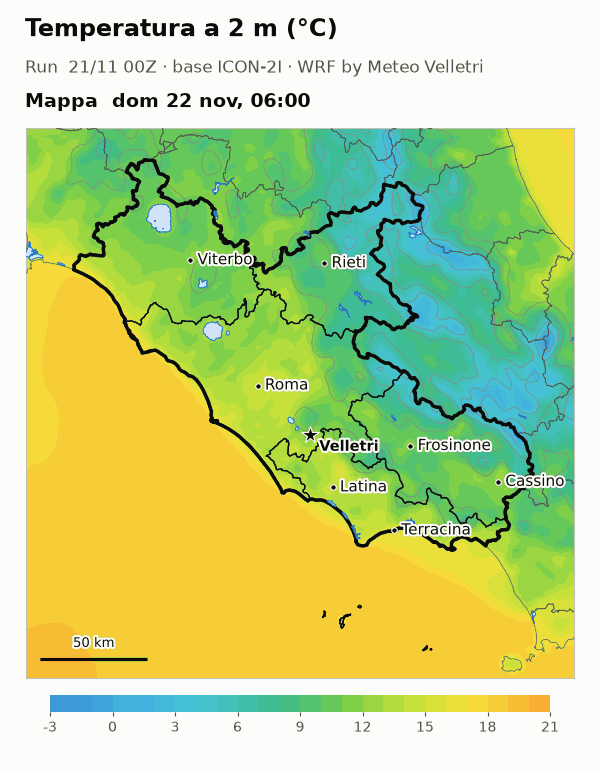 Temperatura a 2 m (°C)
Run  21/11 00Z · base ICON-2I · WRF by Meteo Velletri
Mappa  dom 22 nov, 06:00
Viterbo
Rieti
Roma
Velletri
Frosinone
Latina
Cassino
Terracina
50 km
-3 0 3 6 9 12 15 18 21